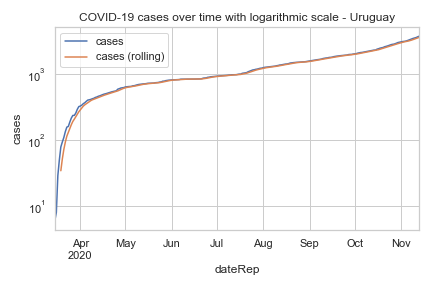 COVID-19 cases over time with logarithmic scale - Uruguay
cases
cases (rolling)
10³
10²
10¹
cases
Apr
2020
May
Jun
Jul
Aug
Sep
Oct
Nov
dateRep